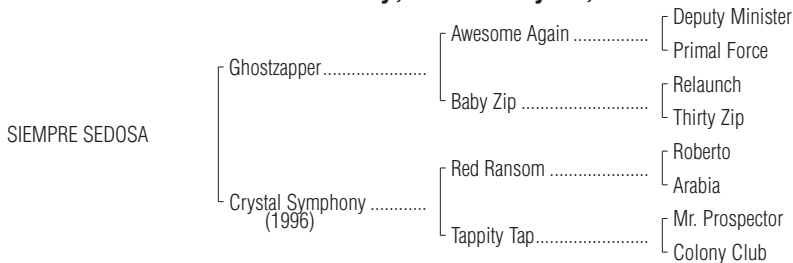 Deputy Minister
Awesome Again ................
Primal Force
Ghostzapper......................
Relaunch
Baby Zip ...........................
Thirty Zip
SIEMPRE SEDOSA
Roberto
Red Ransom ......................
Arabia
Crystal Symphony ............
(1996)
Mr. Prospector
Tappity Tap........................
Colony Club